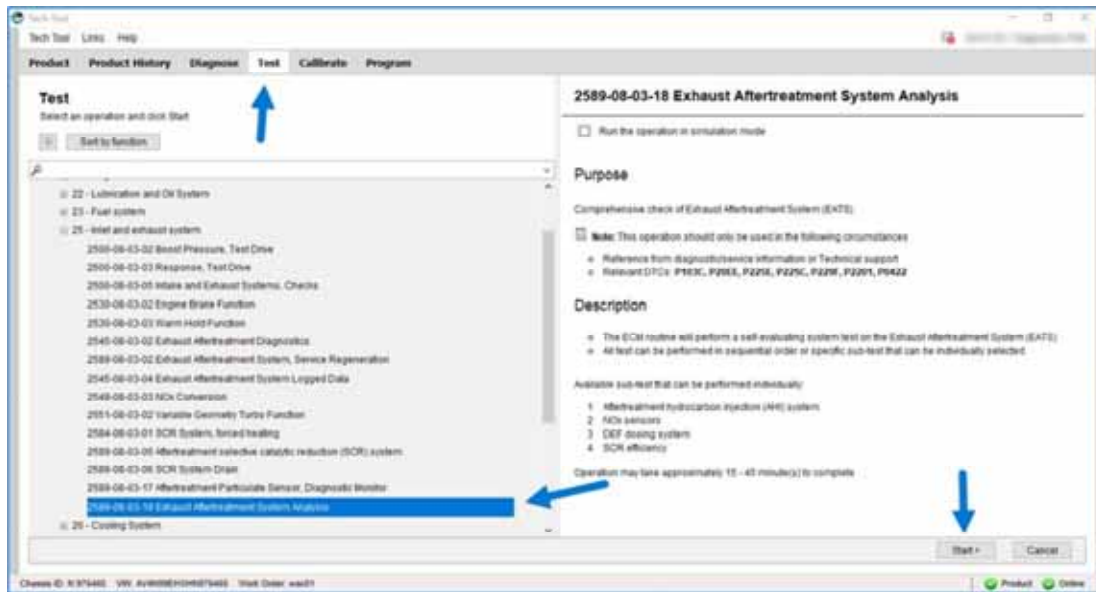 Tech Tool
Tech Tool Links Help
Product Product History Diagnose Test Calibrate Program
Test
Select an operation and click Start
Sort by function
22 - Lubrication and Oil System
23 - Fuel system
25 - Inlet and exhaust system
2500-08-03-02 Boost Pressure, Test Drive
2500-08-03-03 Response, Test Drive
2500-08-03-05 Intake and Exhaust Systems, Checks
2530-08-03-02 Engine Brake Function
2530-08-03-03 Warm Hold Function
2545-08-03-02 Exhaust Aftertreatment Diagnostics
2589-08-03-02 Exhaust Aftertreatment System, Service Regeneration
2545-08-03-04 Exhaust Aftertreatment System Logged Data
2549-08-03-03 NOx Conversion
2551-08-03-02 Variable Geometry Turbo Function
2584-08-03-01 SCR System, forced heating
2589-08-03-05 Aftertreatment selective catalytic reduction (SCR) system
2589-08-03-06 SCR System Drain
2589-08-03-17 Aftertreatment Particulate Sensor, Diagnostic Monitor
2589-08-03-18 Exhaust Aftertreatment System Analysis
26 - Cooling System
2589-08-03-18 Exhaust Aftertreatment System Analysis
Run the operation in simulation mode
Purpose
Comprehensive check of Exhaust Aftertreatment System (EATS).
Note: This operation should only be used in the following circumstances
Reference from diagnostic/service information or Technical support
Relevant DTCs: P103C, P20EE, P225E, P225C, P229F, P2201, P0422
Description
The ECM routine will perform a self-evaluating system test on the Exhaust Aftertreatment System (EATS)
All test can be performed in sequential order or specific sub-test that can be individually selected.
Available sub-test that can be performed individually:
1 Aftertreatment hydrocarbon injection (AHI) system
2 NOx sensors
3 DEF dosing system
4 SCR efficiency
Operation may take approximately 15 - 45 minute(s) to complete
Start > Cancel
Chassis ID: N 979460 VIN: Work Order: Product Online